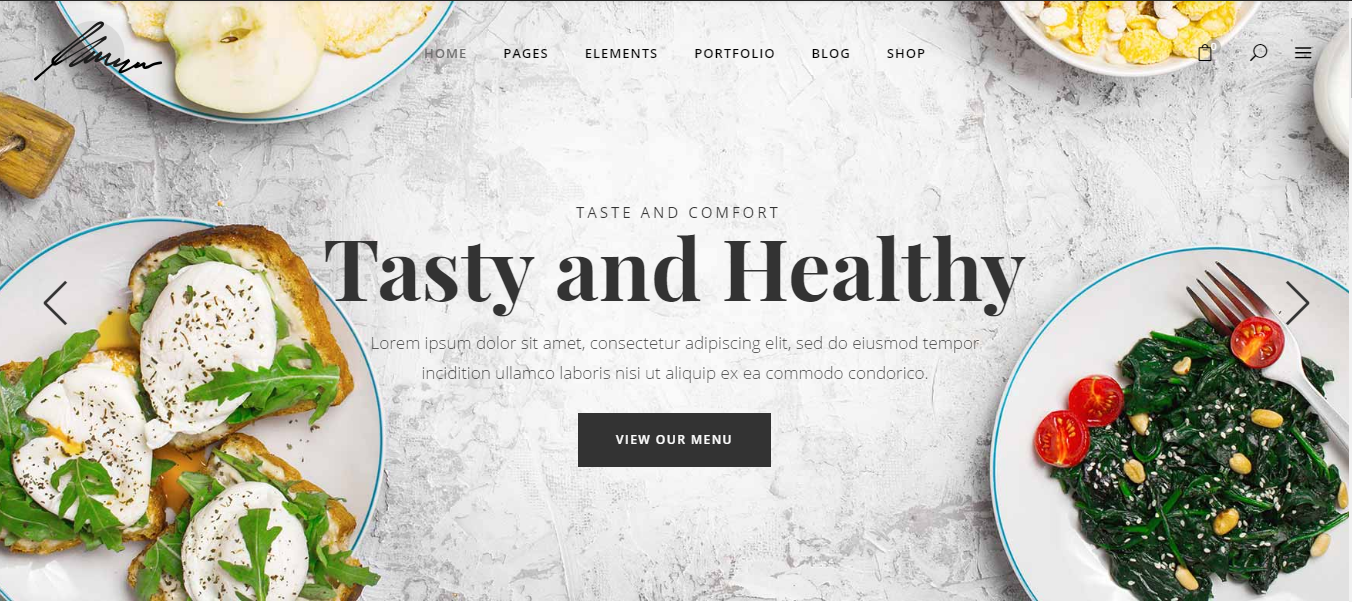 HOME PAGES ELEMENTS PORTFOLIO BLOG SHOP
TASTE AND COMFORT
Tasty and Healthy
Lorem ipsum dolor sit amet, consectetur adipiscing elit, sed do eiusmod tempor
incidition ullamco laboris nisi ut aliquip ex ea commodo condorico.
VIEW OUR MENU